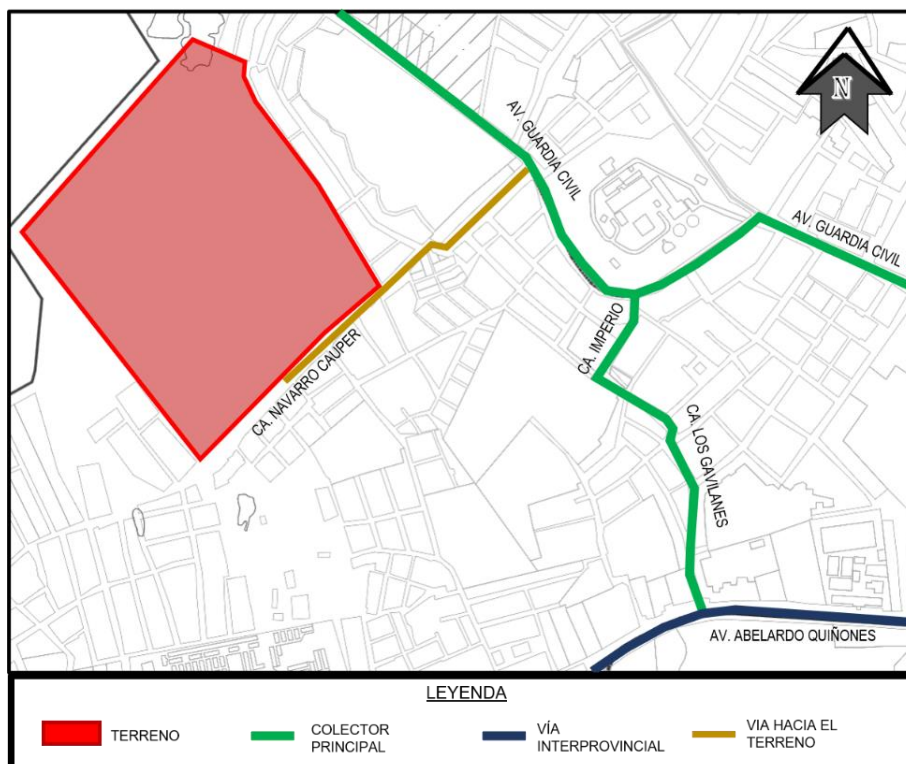 N
AV. GUARDIA CIVIL
AV. GUARDIA CIVIL
CA. IMPERIO
CA. NAVARRO CAUPER
CA. LOS GAVILANES
AV. ABELARDO QUIÑONES
LEYENDA
TERRENO
COLECTOR
PRINCIPAL
VÍA
INTERPROVINCIAL
VIA HACIA EL
TERRENO